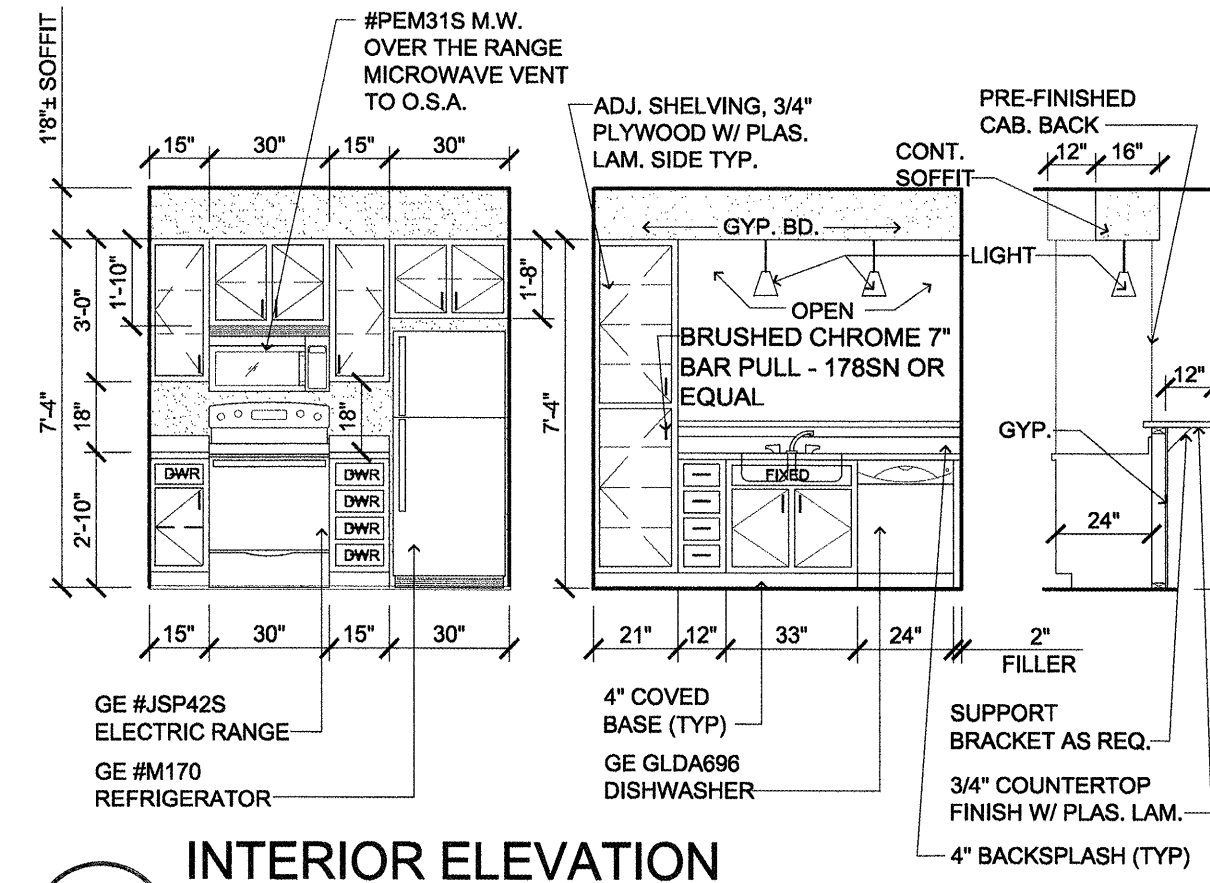 1'8"± SOFFIT
#PEM31S M.W.
OVER THE RANGE
MICROWAVE VENT
TO O.S.A.
15" 30" 15" 30"
ADJ. SHELVING, 3/4"
PLYWOOD W/ PLAS.
LAM. SIDE TYP.
PRE-FINISHED
CAB. BACK
CONT.
SOFFIT
12" 16"
GYP. BD.
LIGHT
OPEN
BRUSHED CHROME 7"
BAR PULL - 178SN OR
EQUAL
7'-4"
3'-0"
1'-10"
18"
2'-10"
18"
1'-8"
7'-4"
DWR
DWR
DWR
DWR
DWR
FIXED
12"
GYP.
24"
15" 30" 15" 30"
21" 12" 33" 24" 2"
FILLER
GE #JSP42S
ELECTRIC RANGE
GE #M170
REFRIGERATOR
4" COVED
BASE (TYP)
GE GLDA696
DISHWASHER
SUPPORT
BRACKET AS REQ.
3/4" COUNTERTOP
FINISH W/ PLAS. LAM.
4" BACKSPLASH (TYP)
INTERIOR ELEVATION